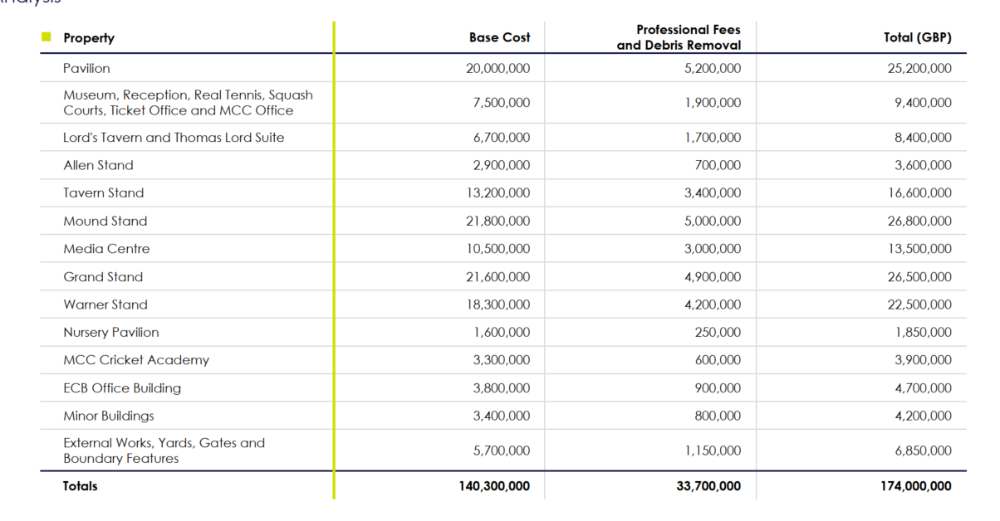 Analysis
Property Base Cost Professional Fees and Debris Removal Total (GBP)
Pavilion 20,000,000 5,200,000 25,200,000
Museum, Reception, Real Tennis, Squash
Courts, Ticket Office and MCC Office 7,500,000 1,900,000 9,400,000
Lord's Tavern and Thomas Lord Suite 6,700,000 1,700,000 8,400,000
Allen Stand 2,900,000 700,000 3,600,000
Tavern Stand 13,200,000 3,400,000 16,600,000
Mound Stand 21,800,000 5,000,000 26,800,000
Media Centre 10,500,000 3,000,000 13,500,000
Grand Stand 21,600,000 4,900,000 26,500,000
Warner Stand 18,300,000 4,200,000 22,500,000
Nursery Pavilion 1,600,000 250,000 1,850,000
MCC Cricket Academy 3,300,000 600,000 3,900,000
ECB Office Building 3,800,000 900,000 4,700,000
Minor Buildings 3,400,000 800,000 4,200,000
External Works, Yards, Gates and
Boundary Features 5,700,000 1,150,000 6,850,000
Totals 140,300,000 33,700,000 174,000,000